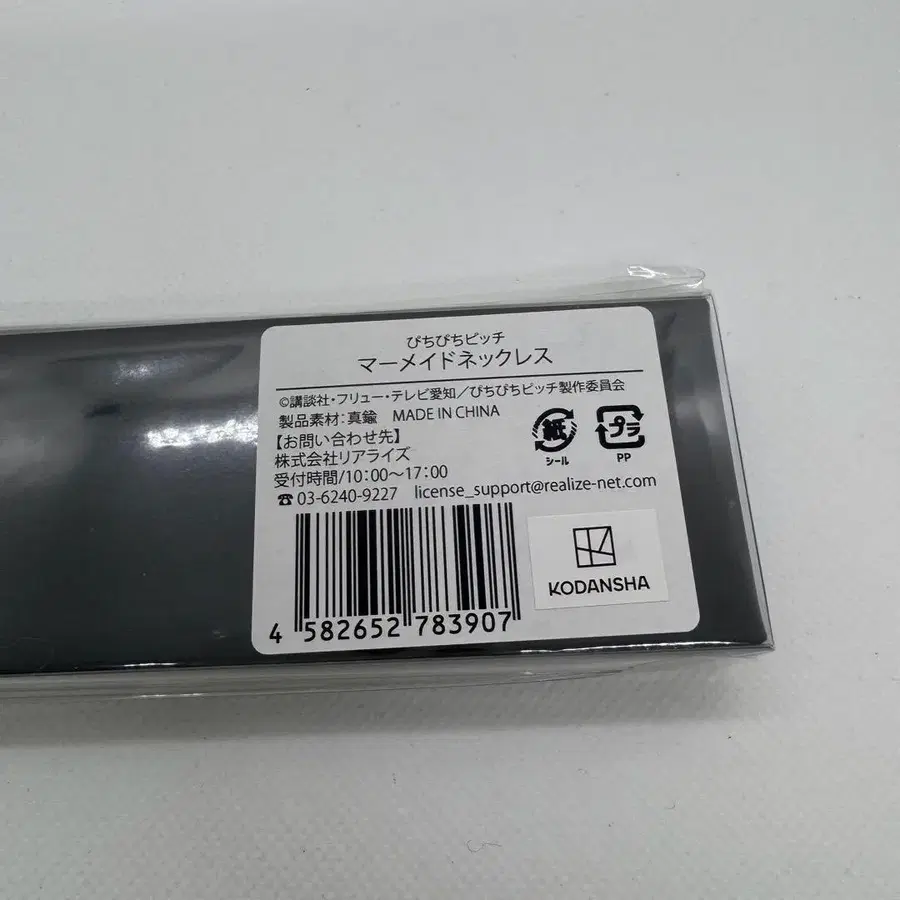 ぴちぴちピッチ
マーメイドネックレス
©講談社・フリュー・テレビ愛知／ぴちぴちピッチ製作委員会
製品素材：真鍮 MADE IN CHINA
【お問い合わせ先】
株式会社リアライズ
受付時間/10：00～17：00
☎03-6240-9227 license_support@realize-net.com
紙
シール
プラ
PP
KODANSHA
4 582652 783907